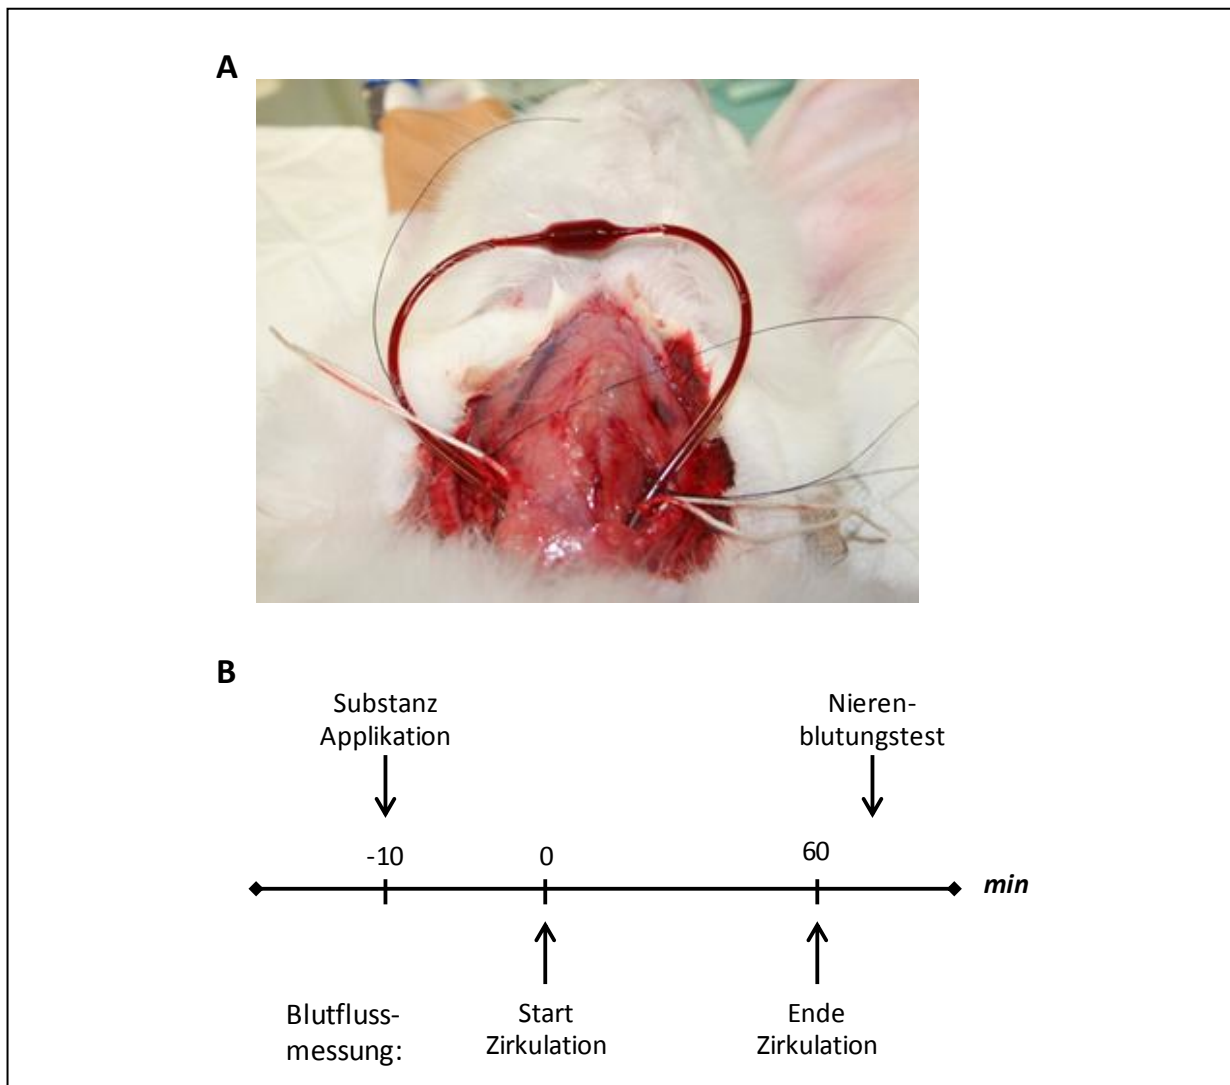 A
B
Substanz
Applikation
Nieren-
blutungstest
-10
0
60
min
Blutfluss-
messung:
Start
Zirkulation
Ende
Zirkulation